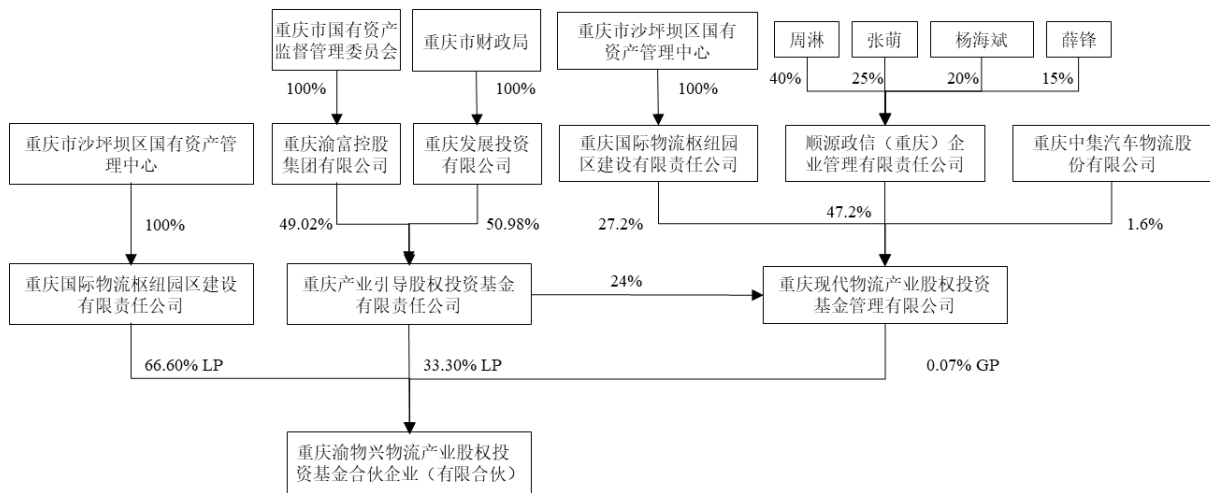 重庆市国有资产
监督管理委员会
重庆市财政局
重庆市沙坪坝区国有
资产管理中心
周淋
张萌
杨海斌
薛锋
100%
100%
100%
40%
25%
20%
15%
重庆市沙坪坝区国有资产管
理中心
重庆渝富控股
集团有限公司
重庆发展投资
有限公司
重庆国际物流枢纽园
区建设有限责任公司
顺源政信（重庆）企
业管理有限责任公司
重庆中集汽车物流股
份有限公司
100%
49.02%
50.98%
27.2%
47.2%
1.6%
重庆国际物流枢纽园区建设
有限责任公司
重庆产业引导股权投资基金
有限责任公司
24%
重庆现代物流产业股权投资
基金管理有限公司
66.60% LP
33.30% LP
0.07% GP
重庆渝物兴物流产业股权投
资基金合伙企业（有限合伙）